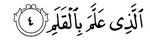 ٱلَّذِى عَلَّمَ بِٱلْقَلَمِ ٤